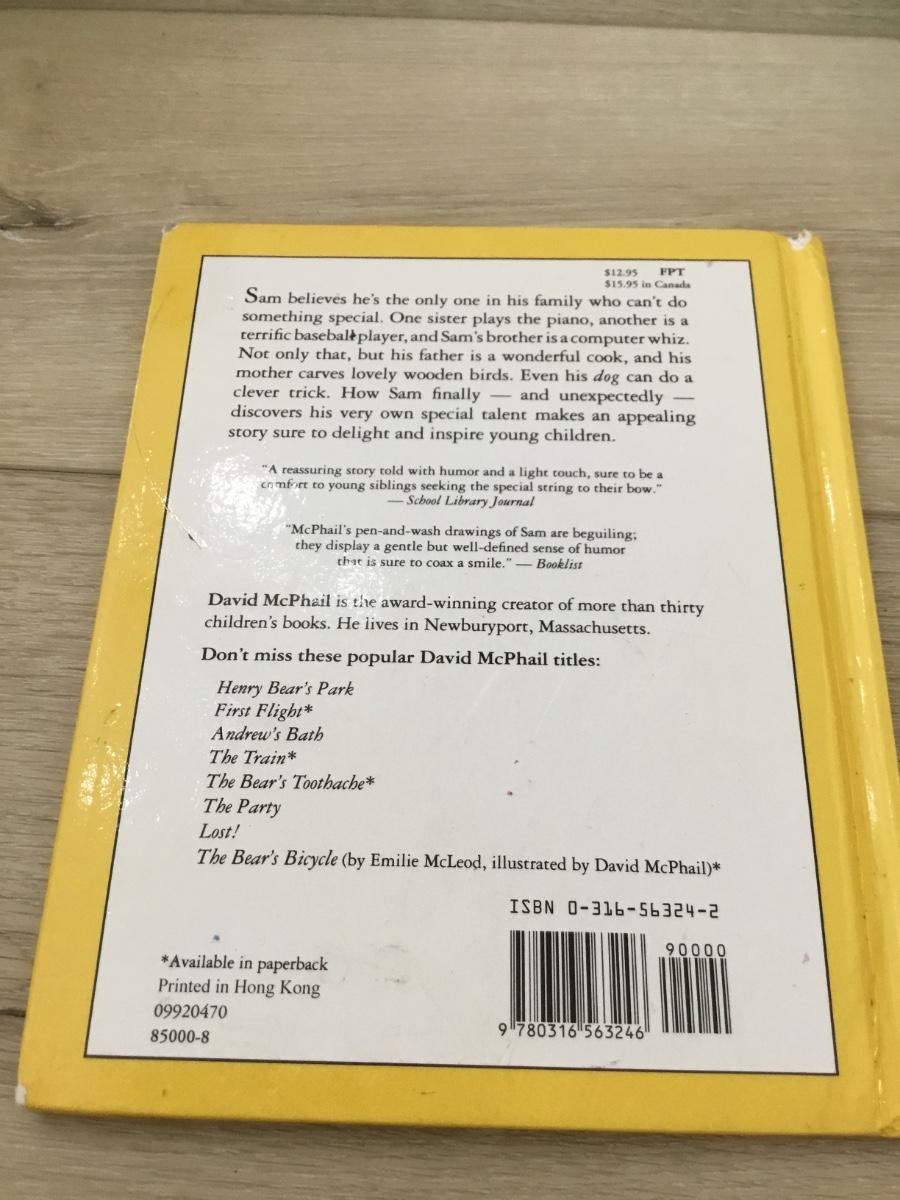 $12.95 FPT
$15.95 in Canada
Sam believes he's the only one in his family who can't do
something special. One sister plays the piano, another is a
terrific baseball player, and Sam's brother is a computer whiz.
Not only that, but his father is a wonderful cook, and his
mother carves lovely wooden birds. Even his dog can do a
clever trick. How Sam finally — and unexpectedly —
discovers his very own special talent makes an appealing
story sure to delight and inspire young children.
"A reassuring story told with humor and a light touch, sure to be a
comfort to young siblings seeking the special string to their bow."
— School Library Journal
"McPhail's pen-and-wash drawings of Sam are beguiling;
they display a gentle but well-defined sense of humor
that is sure to coax a smile." — Booklist
David McPhail is the award-winning creator of more than thirty
children's books. He lives in Newburyport, Massachusetts.
Don't miss these popular David McPhail titles:
Henry Bear's Park
First Flight*
Andrew's Bath
The Train*
The Bear's Toothache*
The Party
Lost!
The Bear's Bicycle (by Emilie McLeod, illustrated by David McPhail)*
ISBN 0-316-56324-2
90000
9 780316 563246
*Available in paperback
Printed in Hong Kong
09920470
85000-8